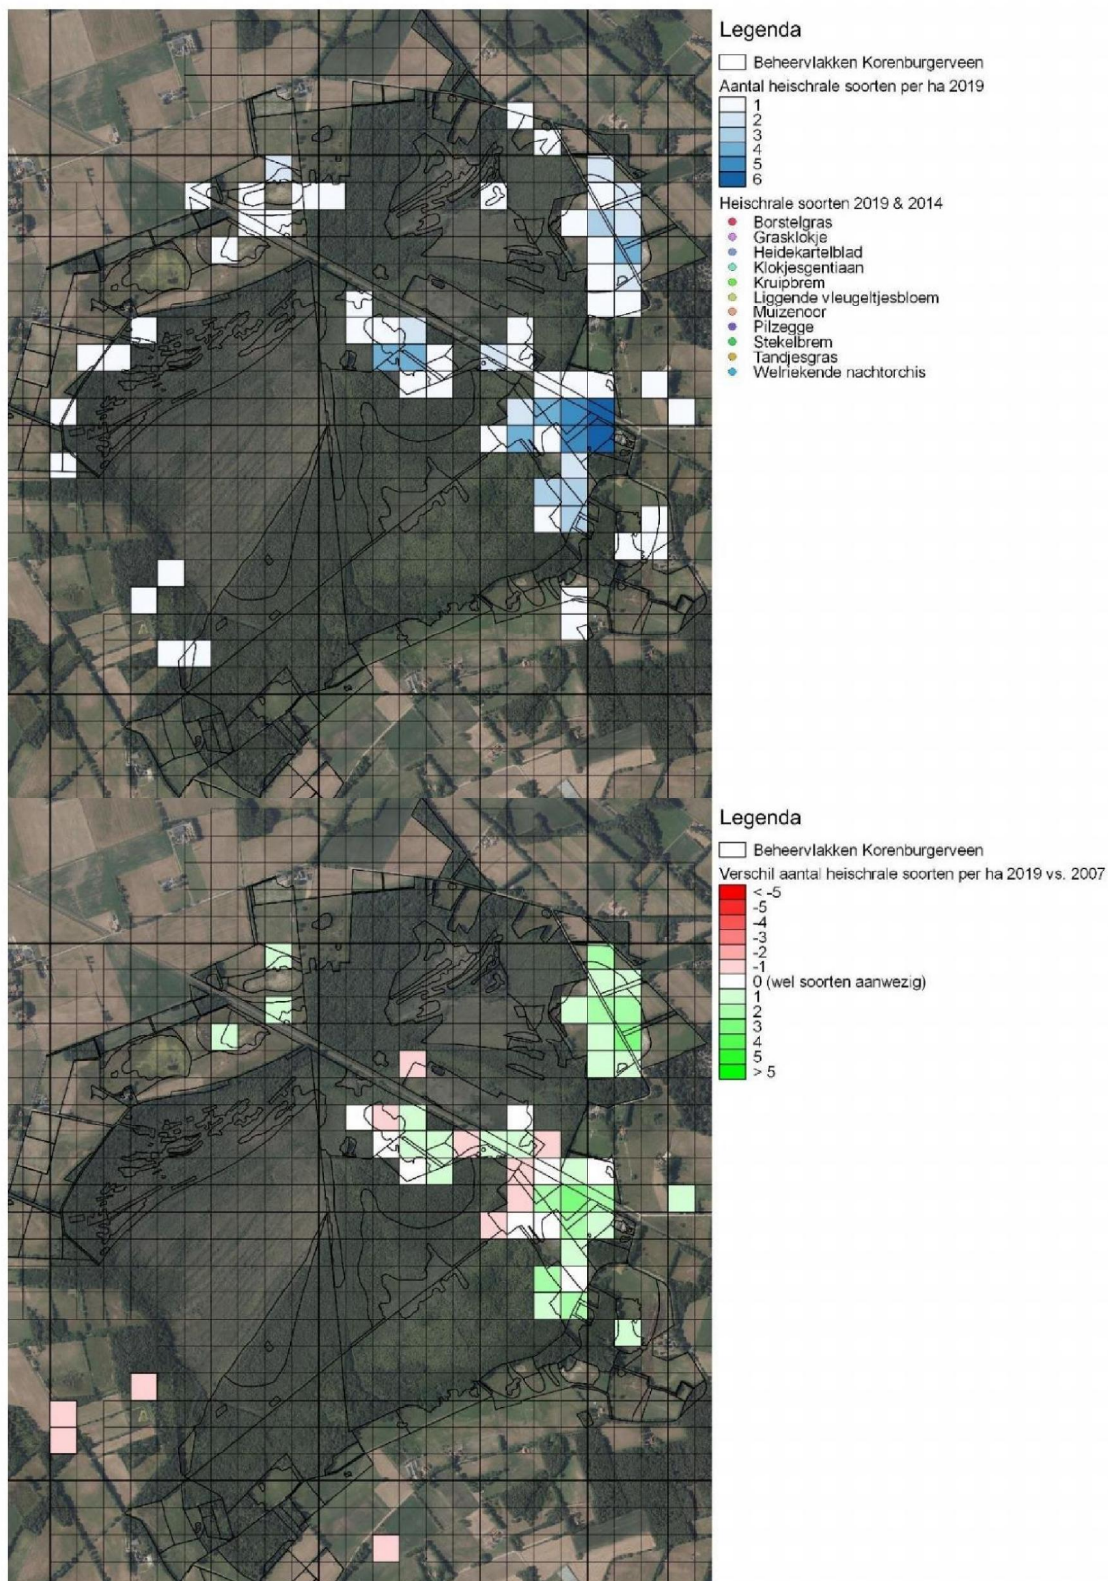 Legenda
Beheervlakken Korenburgerveen
Aantal heischrale soorten per ha 2019
1
2
3
4
5
6
Heischrale soorten 2019 & 2014
Borstelgras
Grasklokje
Heidekartelblad
Klokjesgentiaan
Kruipbrem
Liggende vleugeltjesbloem
Muizenoor
Pilzegge
Stekelbrem
Tandjesgras
Welriekende nachtorchis
Legenda
Beheervlakken Korenburgerveen
Verschil aantal heischrale soorten per ha 2019 vs. 2007
< -5
-5
-4
-3
-2
-1
0 (wel soorten aanwezig)
1
2
3
4
5
> 5